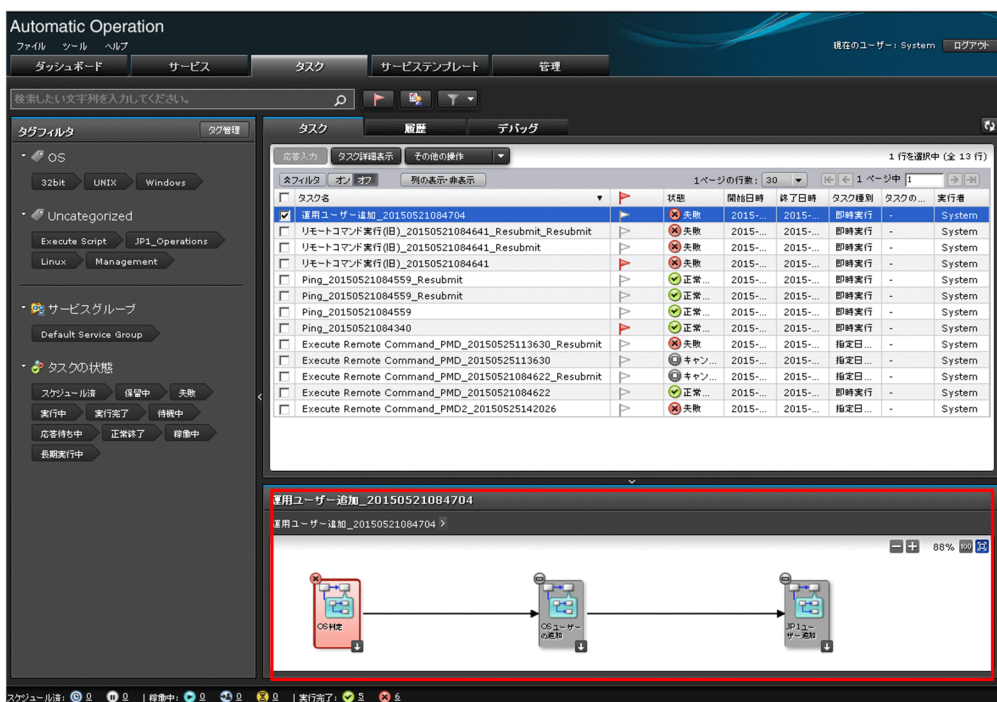 Automatic Operation
ファイル ツール ヘルプ
現在のユーザー: System ログアウト
ダッシュボード サービス タスク サービステンプレート 管理
検索したい文字列を入力してください。
タグフィルタ タグ管理
OS
32bit UNIX Windows
Uncategorized
Execute Script JP1_Operations
Linux Management
サービスグループ
Default Service Group
タスクの状態
スケジュール済 保留中 失敗
実行中 実行完了 待機中
応答待ち中 正常終了 稼働中
長期実行中
タスク 履歴 デバッグ
応答入力 タスク詳細表示 その他の操作 1 行を選択中 (全 13 行)
全フィルタ オン オフ 列の表示·非表示 1ページの行数: 30 1 ページ中 1
タスク名 状態 開始日時 終了日時 タスク種別 タスクの... 実行者
運用ユーザー追加_20150521084704 失敗 2015-... 2015-... 即時実行 - System
リモートコマンド実行(旧)_20150521084641_Resubmit_Resubmit 失敗 2015-... 2015-... 即時実行 - System
リモートコマンド実行(旧)_20150521084641_Resubmit 失敗 2015-... 2015-... 即時実行 - System
リモートコマンド実行(旧)_20150521084641 失敗 2015-... 2015-... 即時実行 - System
Ping_20150521084559_Resubmit 正常... 2015-... 2015-... 即時実行 - System
Ping_20150521084559_Resubmit 正常... 2015-... 2015-... 即時実行 - System
Ping_20150521084559 正常... 2015-... 2015-... 即時実行 - System
Ping_20150521084340 正常... 2015-... 2015-... 即時実行 - System
Execute Remote Command_PMD_20150525113630_Resubmit 失敗 2015-... 2015-... 指定日... - System
Execute Remote Command_PMD_20150525113630 キャン... 2015-... 2015-... 指定日... - System
Execute Remote Command_PMD_20150521084622_Resubmit キャン... 2015-... 2015-... 指定日... - System
Execute Remote Command_PMD_20150521084622 正常... 2015-... 2015-... 即時実行 - System
Execute Remote Command_PMD2_20150525142026 失敗 2015-... 2015-... 指定日... - System
運用ユーザー追加_20150521084704
運用ユーザー追加_20150521084704 >
88% 100
OS判定
OSユーザー
の追加
JP1ユー
ザー追加
スケジュール済: 0 0 | 稼働中: 0 0 0 | 実行完了: 5 6